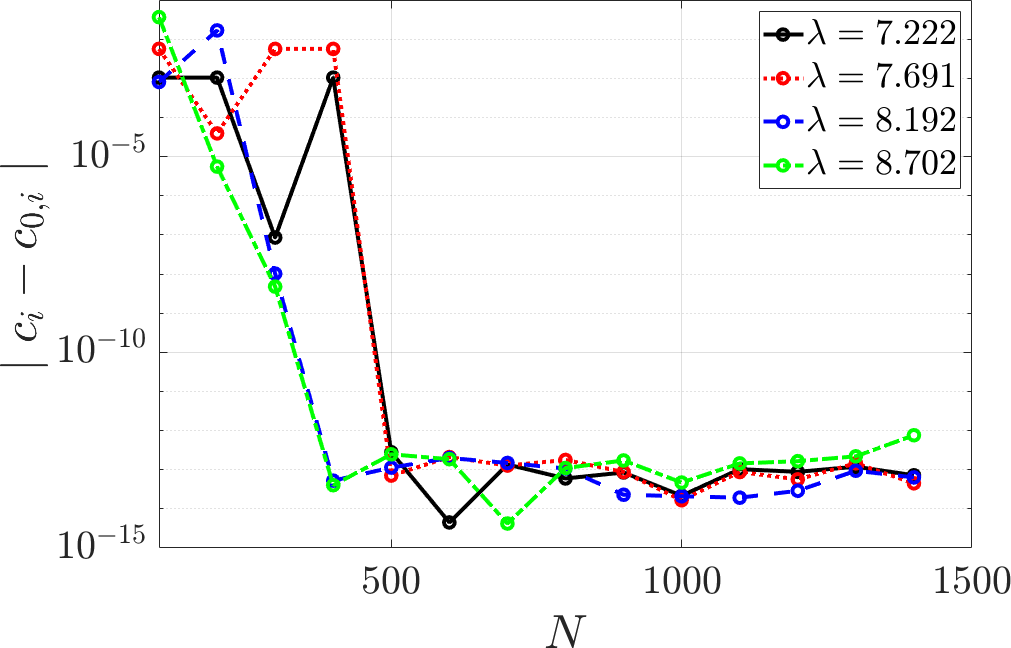 λ = 7.222
λ = 7.691
λ = 8.192
λ = 8.702
| c_i − c_{0,i} |
10^{-5}
10^{-10}
10^{-15}
500
1000
1500
N